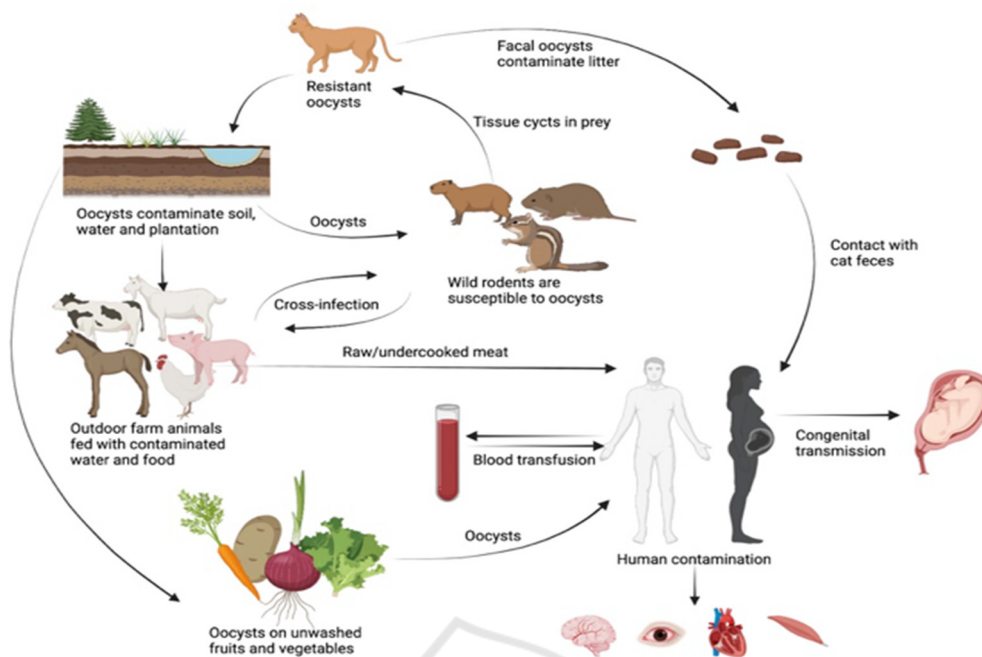 Facal oocysts
contaminate litter
Resistant
oocysts
Tissue cycts in prey
Oocysts contaminate soil,
water and plantation
Oocysts
Contact with
cat feces
Wild rodents are
susceptible to oocysts
Cross-infection
Raw/undercooked meat
Outdoor farm animals
fed with contaminated
water and food
Blood transfusion
Congenital
transmission
Oocysts
Human contamination
Oocysts on unwashed
fruits and vegetables